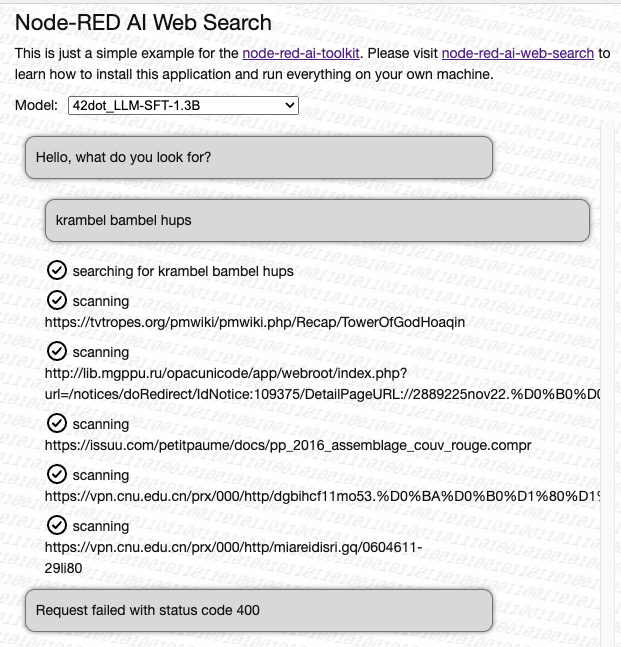 Node-RED AI Web Search
This is just a simple example for the node-red-ai-toolkit. Please visit node-red-ai-web-search to
learn how to install this application and run everything on your own machine.
Model: 42dot_LLM-SFT-1.3B
Hello, what do you look for?
krambel bambel hups
searching for krambel bambel hups
scanning
https://tvtropes.org/pmwiki/pmwiki.php/Recap/TowerOfGodHoaqin
scanning
http://lib.mgppu.ru/opacunicode/app/webroot/index.php?
url=/notices/doRedirect/IdNotice:109375/DetailPageURL://2889225nov22.%D0%B0%D0
scanning
https://issuu.com/petitpaume/docs/pp_2016_assemblage_couv_rouge.compr
scanning
https://vpn.cnu.edu.cn/prx/000/http/dgbihcf11mo53.%D0%BA%D0%B0%D1%80%D1%
scanning
https://vpn.cnu.edu.cn/prx/000/http/miareidisri.gq/0604611-
29li80
Request failed with status code 400